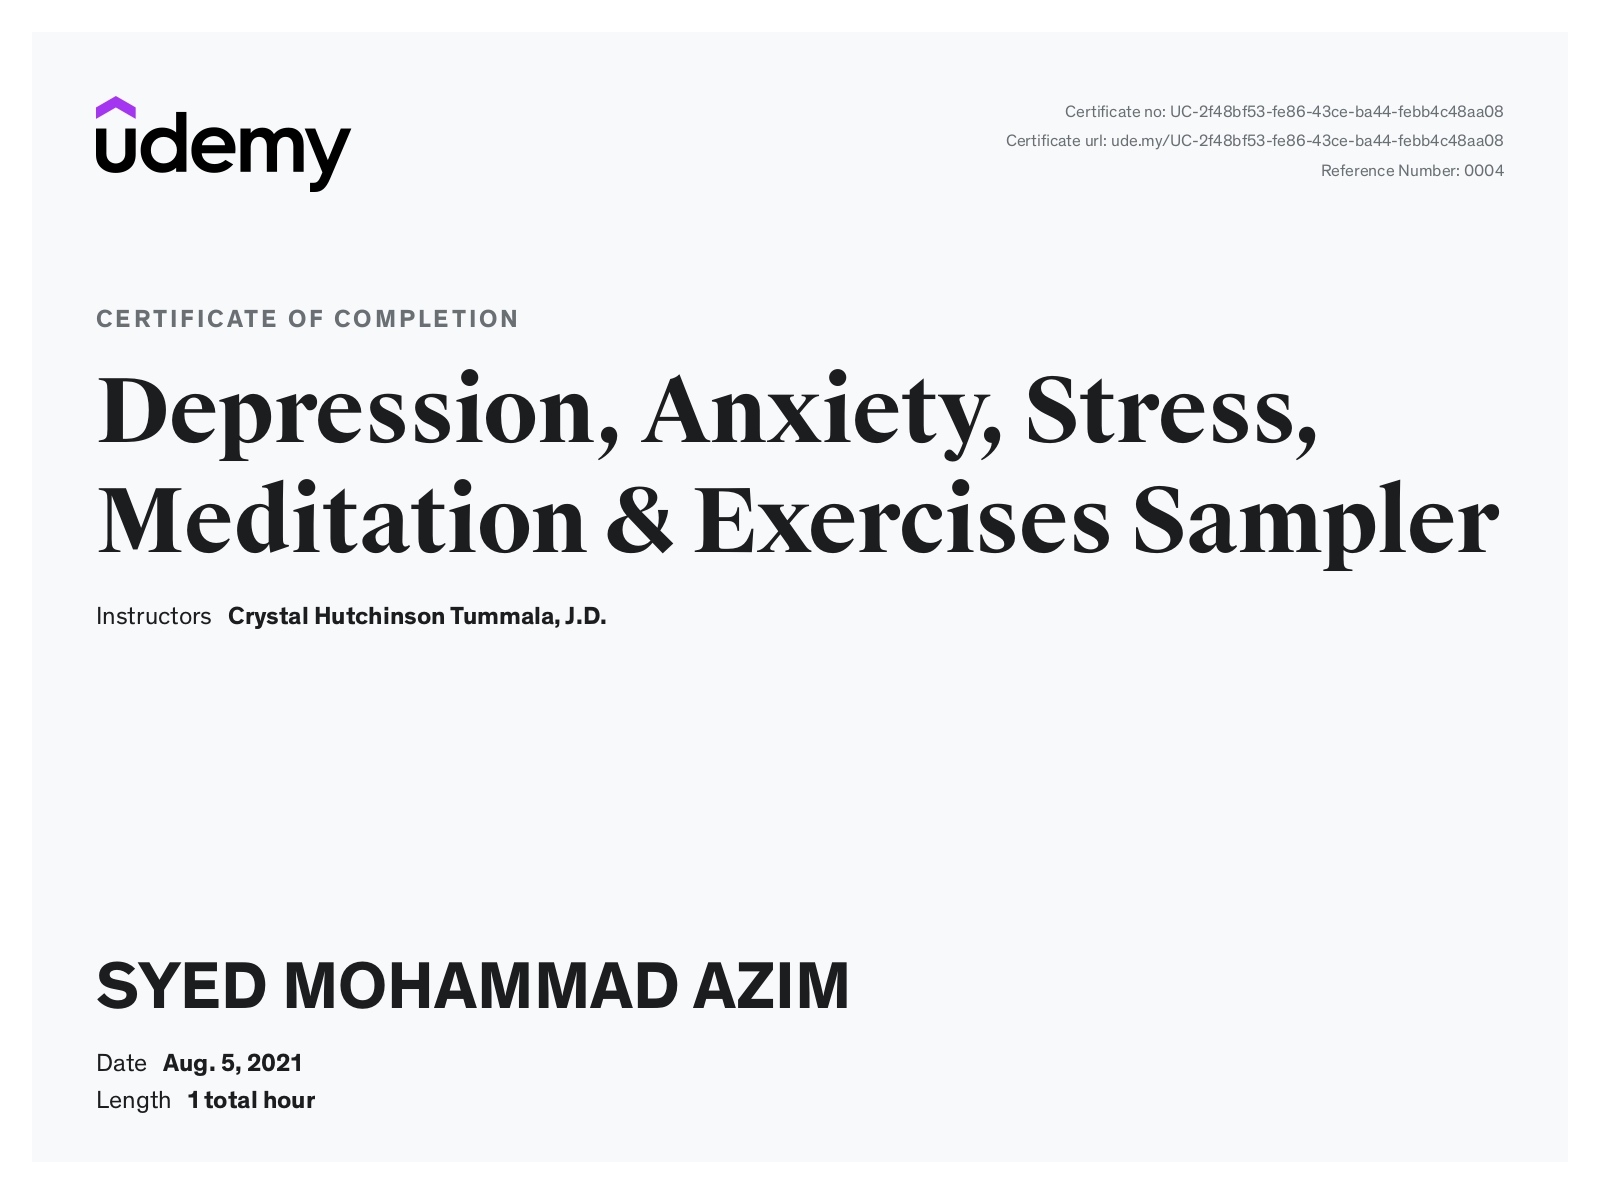 udemy
Certificate no: UC-2f48bf53-fe86-43ce-ba44-febb4c48aa08
Certificate url: ude.my/UC-2f48bf53-fe86-43ce-ba44-febb4c48aa08
Reference Number: 0004
CERTIFICATE OF COMPLETION
Depression, Anxiety, Stress,
Meditation & Exercises Sampler
Instructors Crystal Hutchinson Tummala, J.D.
SYED MOHAMMAD AZIM
Date Aug. 5, 2021
Length 1 total hour